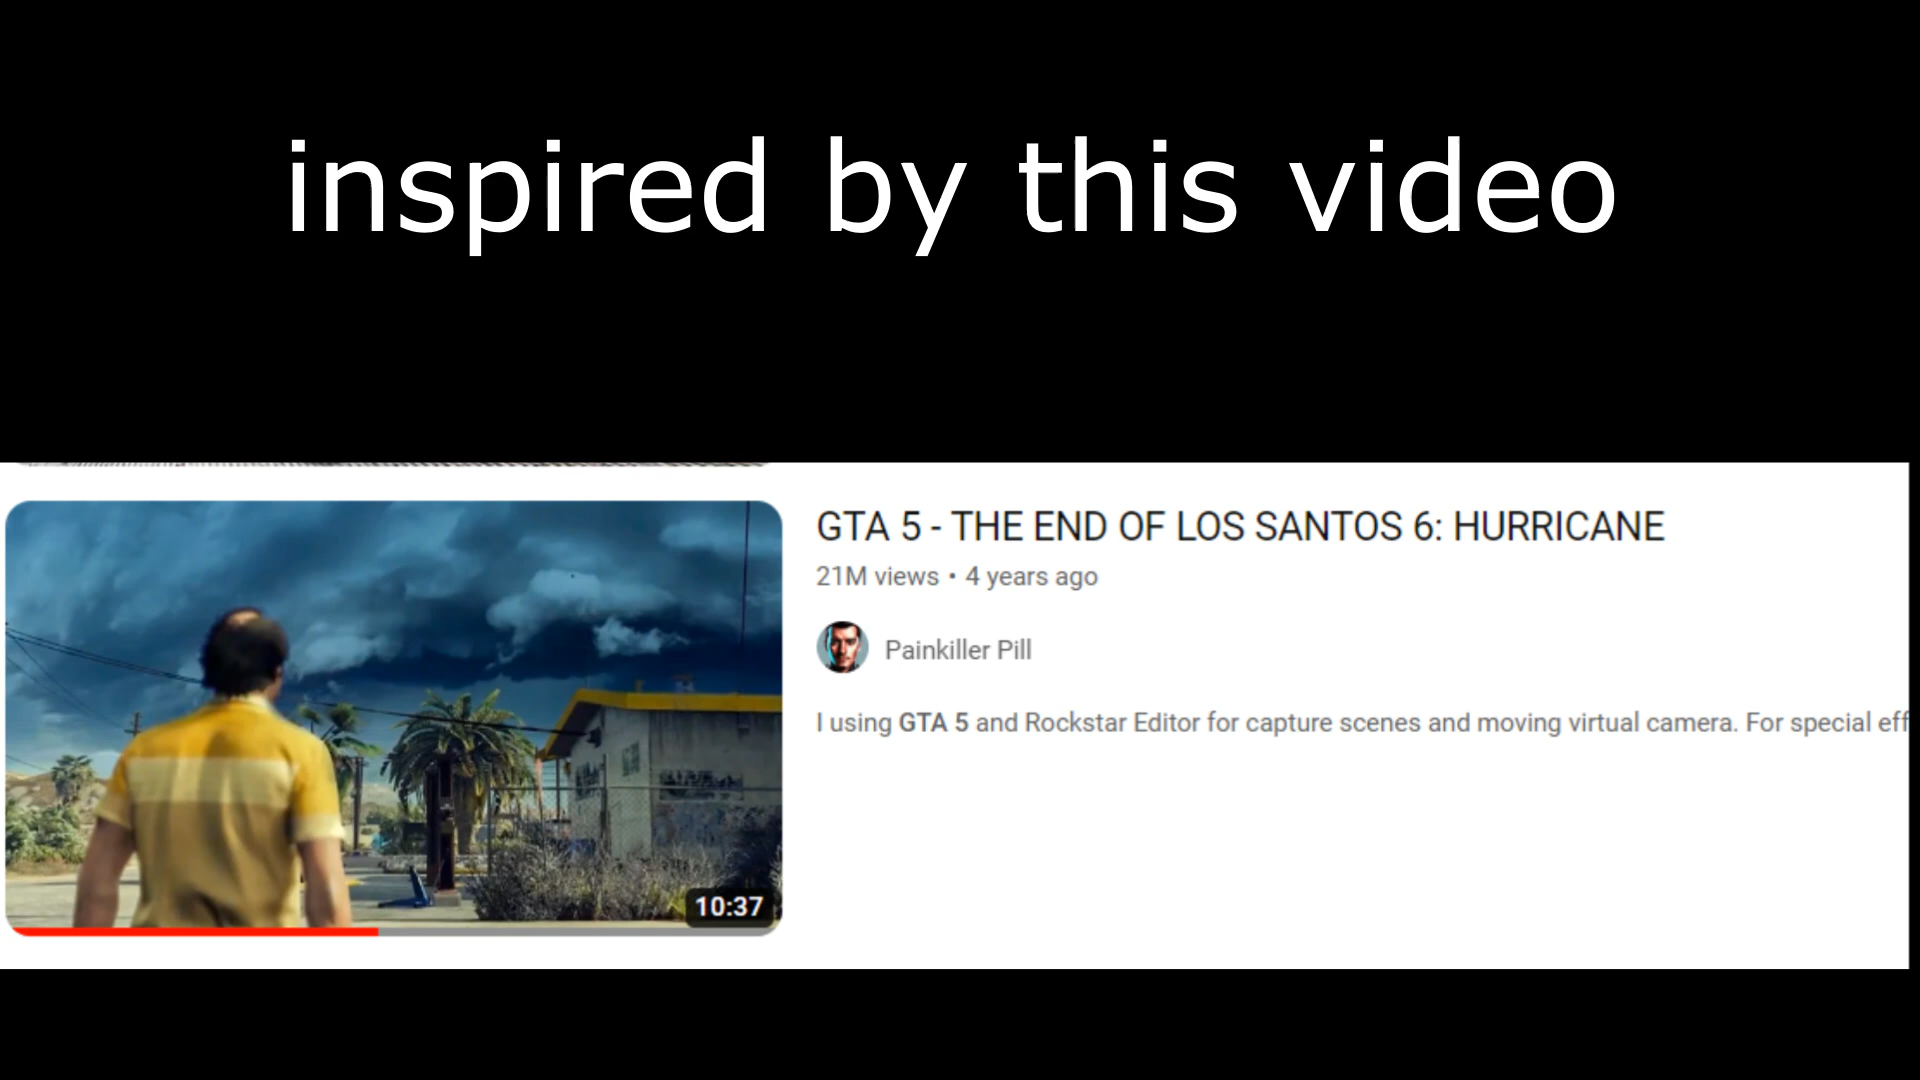 inspired by this video
GTA 5 - THE END OF LOS SANTOS 6: HURRICANE
21M views • 4 years ago
Painkiller Pill
I using GTA 5 and Rockstar Editor for capture scenes and moving virtual camera. For special eff
10:37